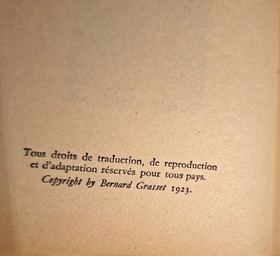 Tous droits de traduction, de reproduction
et d'adaptation réservés pour tous pays.
Copyright by Bernard Grasset 1923.